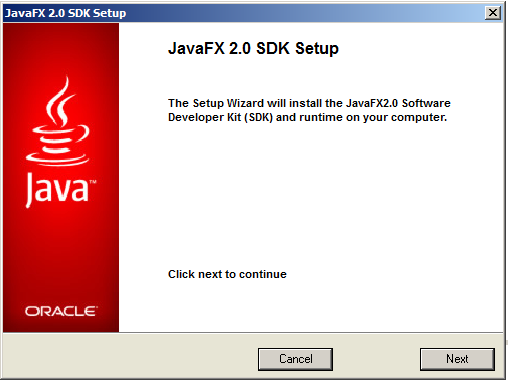 JavaFX 2.0 SDK Setup
JavaFX 2.0 SDK Setup
The Setup Wizard will install the JavaFX2.0 Software
Developer Kit (SDK) and runtime on your computer.
Java™
Click next to continue
ORACLE®
Cancel
Next